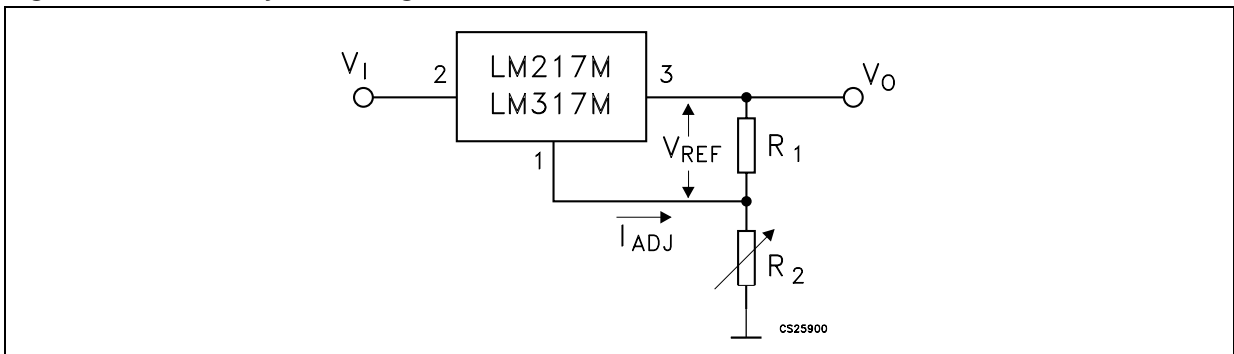 V_I
2
LM217M
LM317M
3
V_O
1
V_REF
R_1
I_ADJ
R_2
CS25900